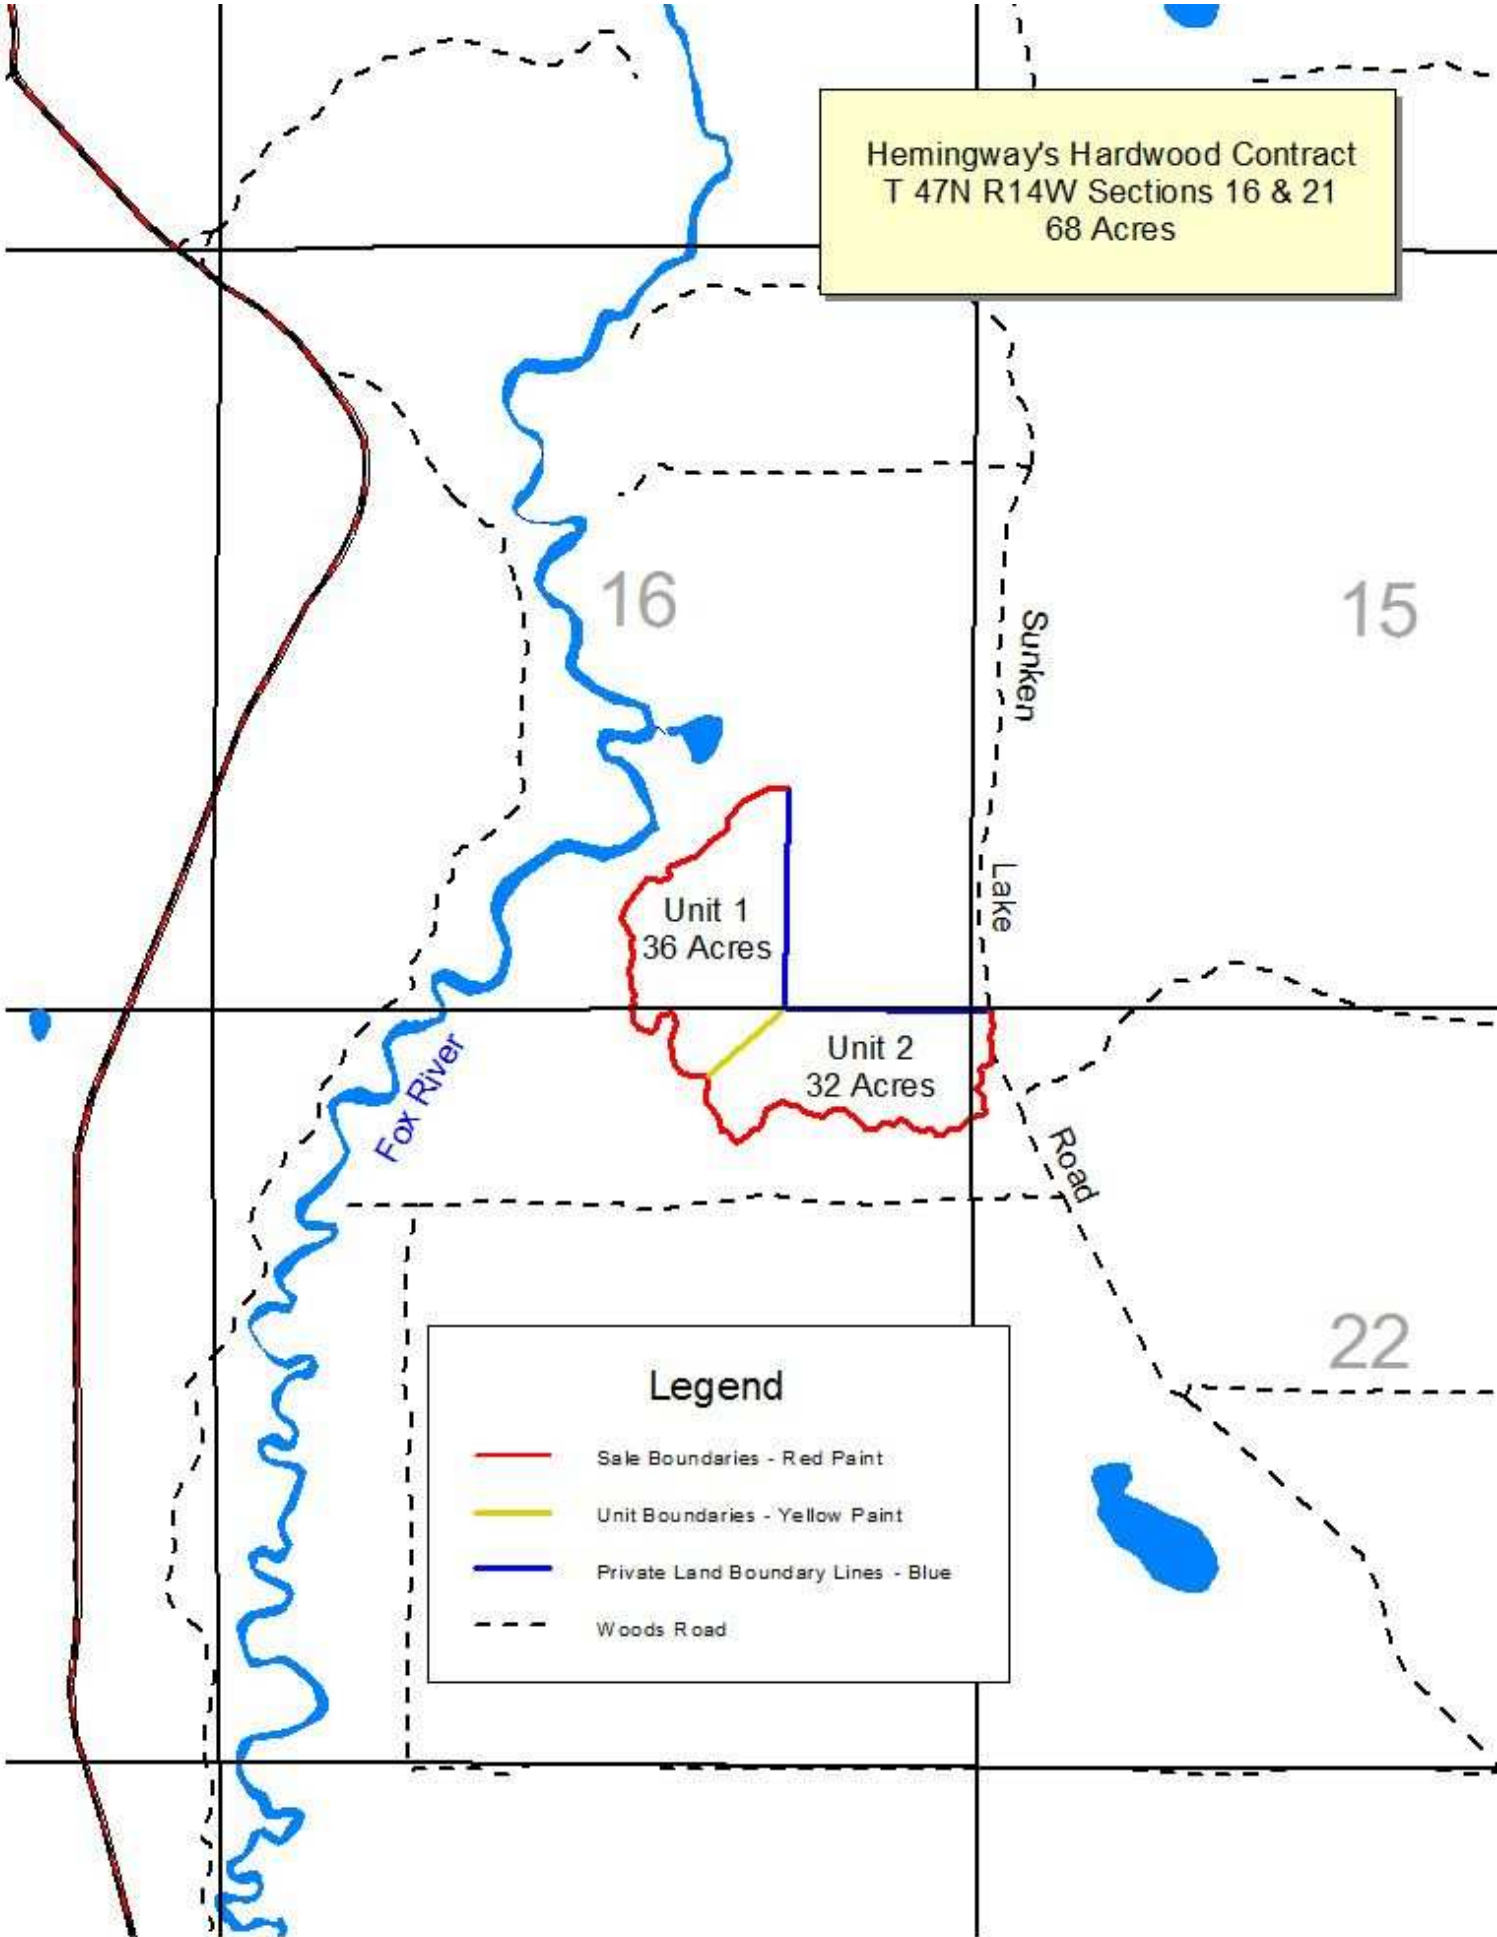 Hemingway's Hardwood Contract
T 47N R14W Sections 16 & 21
68 Acres
16
15
Sunken
Lake
Road
Unit 1
36 Acres
Unit 2
32 Acres
Fox River
22
Legend
Sale Boundaries - Red Paint
Unit Boundaries - Yellow Paint
Private Land Boundary Lines - Blue
Woods Road